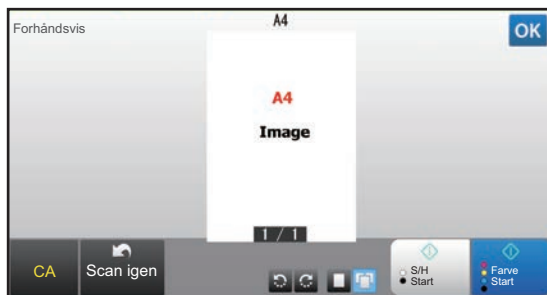 A4
Forhåndsvis
OK
A4
Image
1 / 1
CA
Scan igen
S/H
Start
Farve
Start